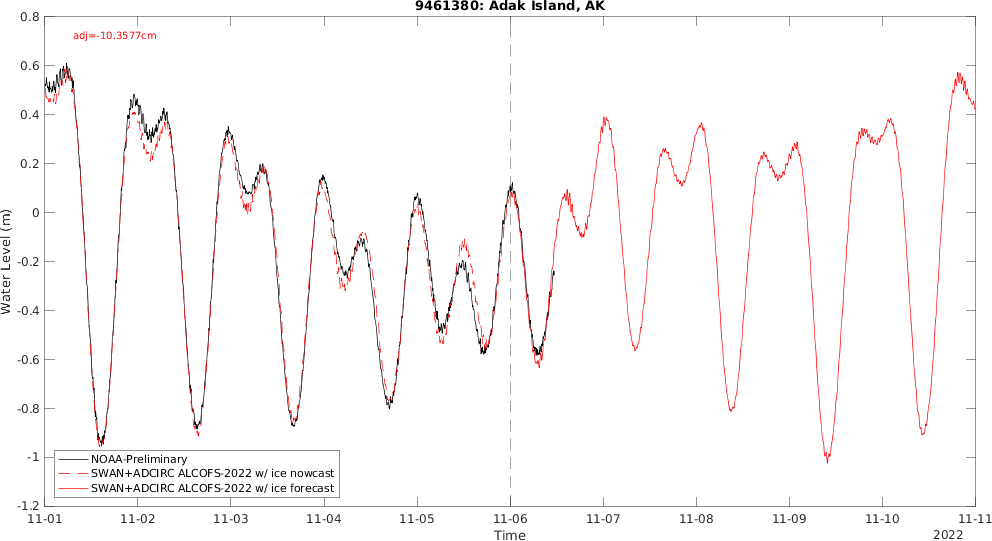 9461380: Adak Island, AK
adj=-10.3577cm
Water Level (m)
0.8
0.6
0.4
0.2
0
-0.2
-0.4
-0.6
-0.8
-1
-1.2
NOAA-Preliminary
SWAN+ADCIRC ALCOFS-2022 w/ ice nowcast
SWAN+ADCIRC ALCOFS-2022 w/ ice forecast
11-01 11-02 11-03 11-04 11-05 11-06 11-07 11-08 11-09 11-10 11-11
Time
2022